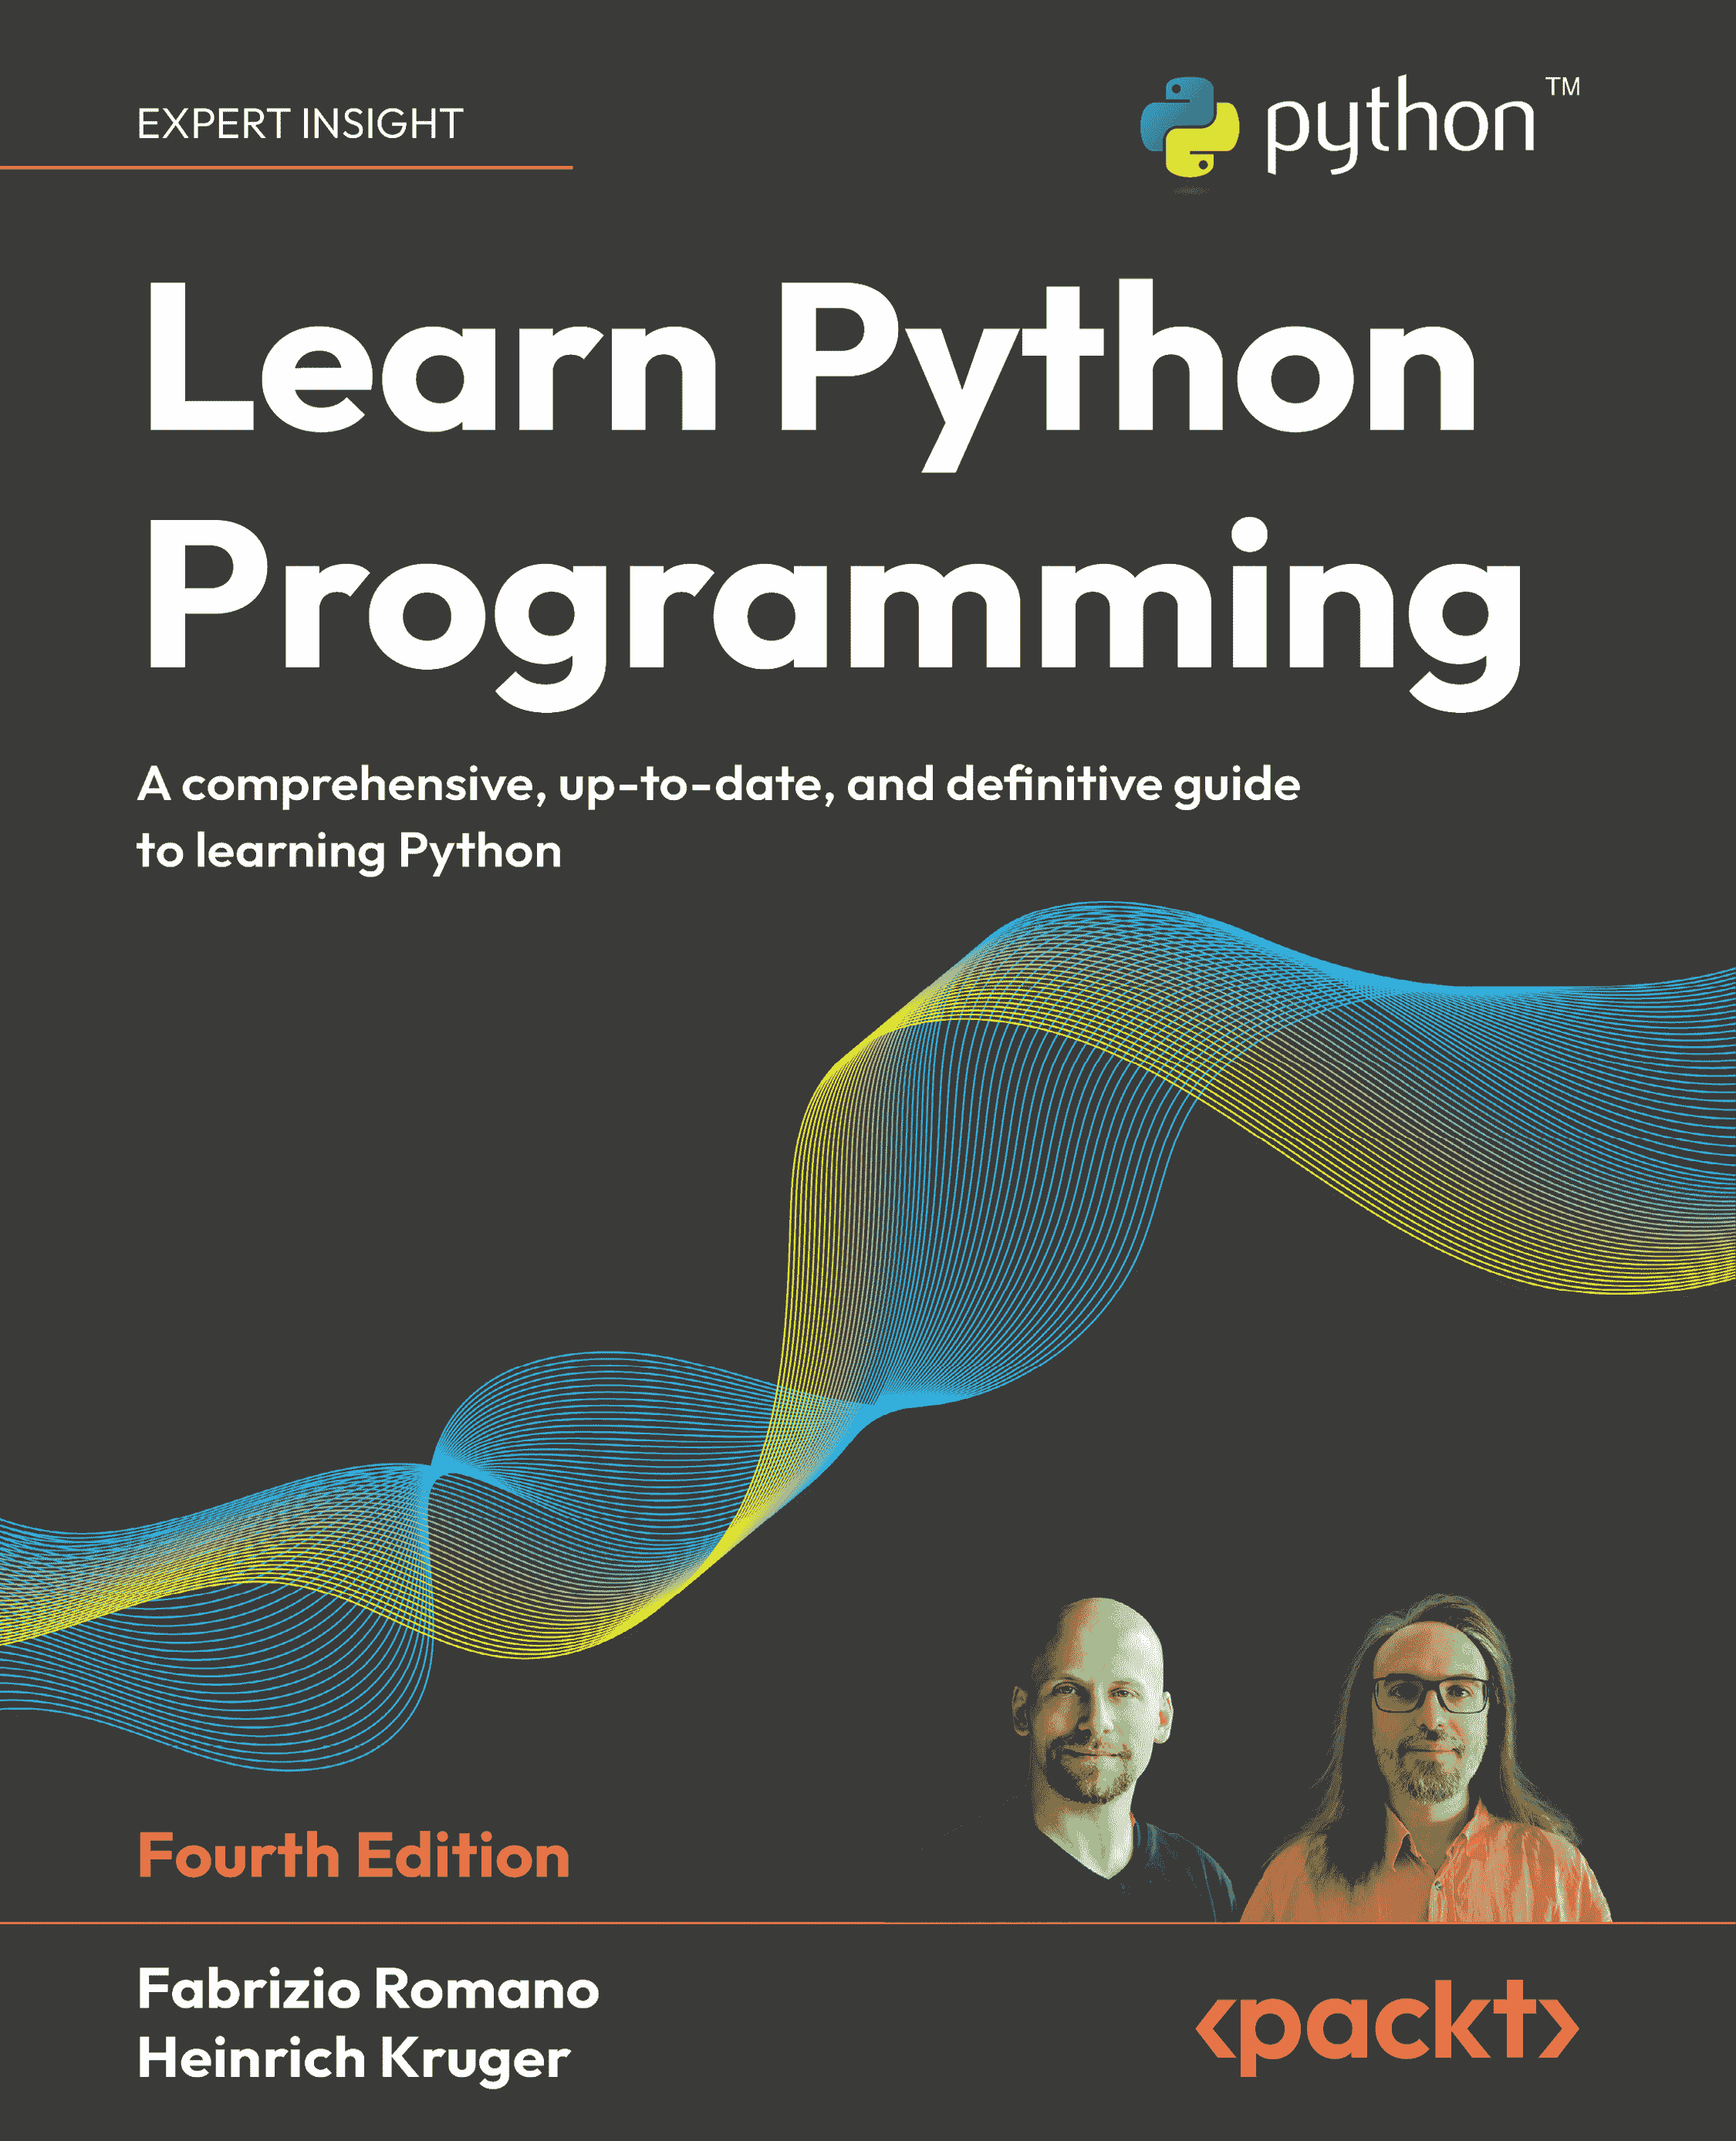 EXPERT INSIGHT
python™
Learn Python
Programming
A comprehensive, up-to-date, and definitive guide
to learning Python
Fourth Edition
Fabrizio Romano
Heinrich Kruger
<packt>